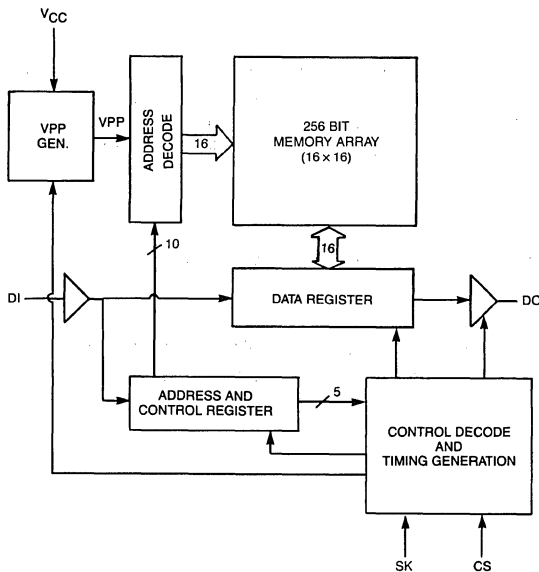 VCC
VPP
GEN.
VPP
ADDRESS
DECODE
16
256 BIT
MEMORY ARRAY
(16 × 16)
10
16
DI
DATA REGISTER
DO
ADDRESS AND
CONTROL REGISTER
5
CONTROL DECODE
AND
TIMING GENERATION
SK
CS